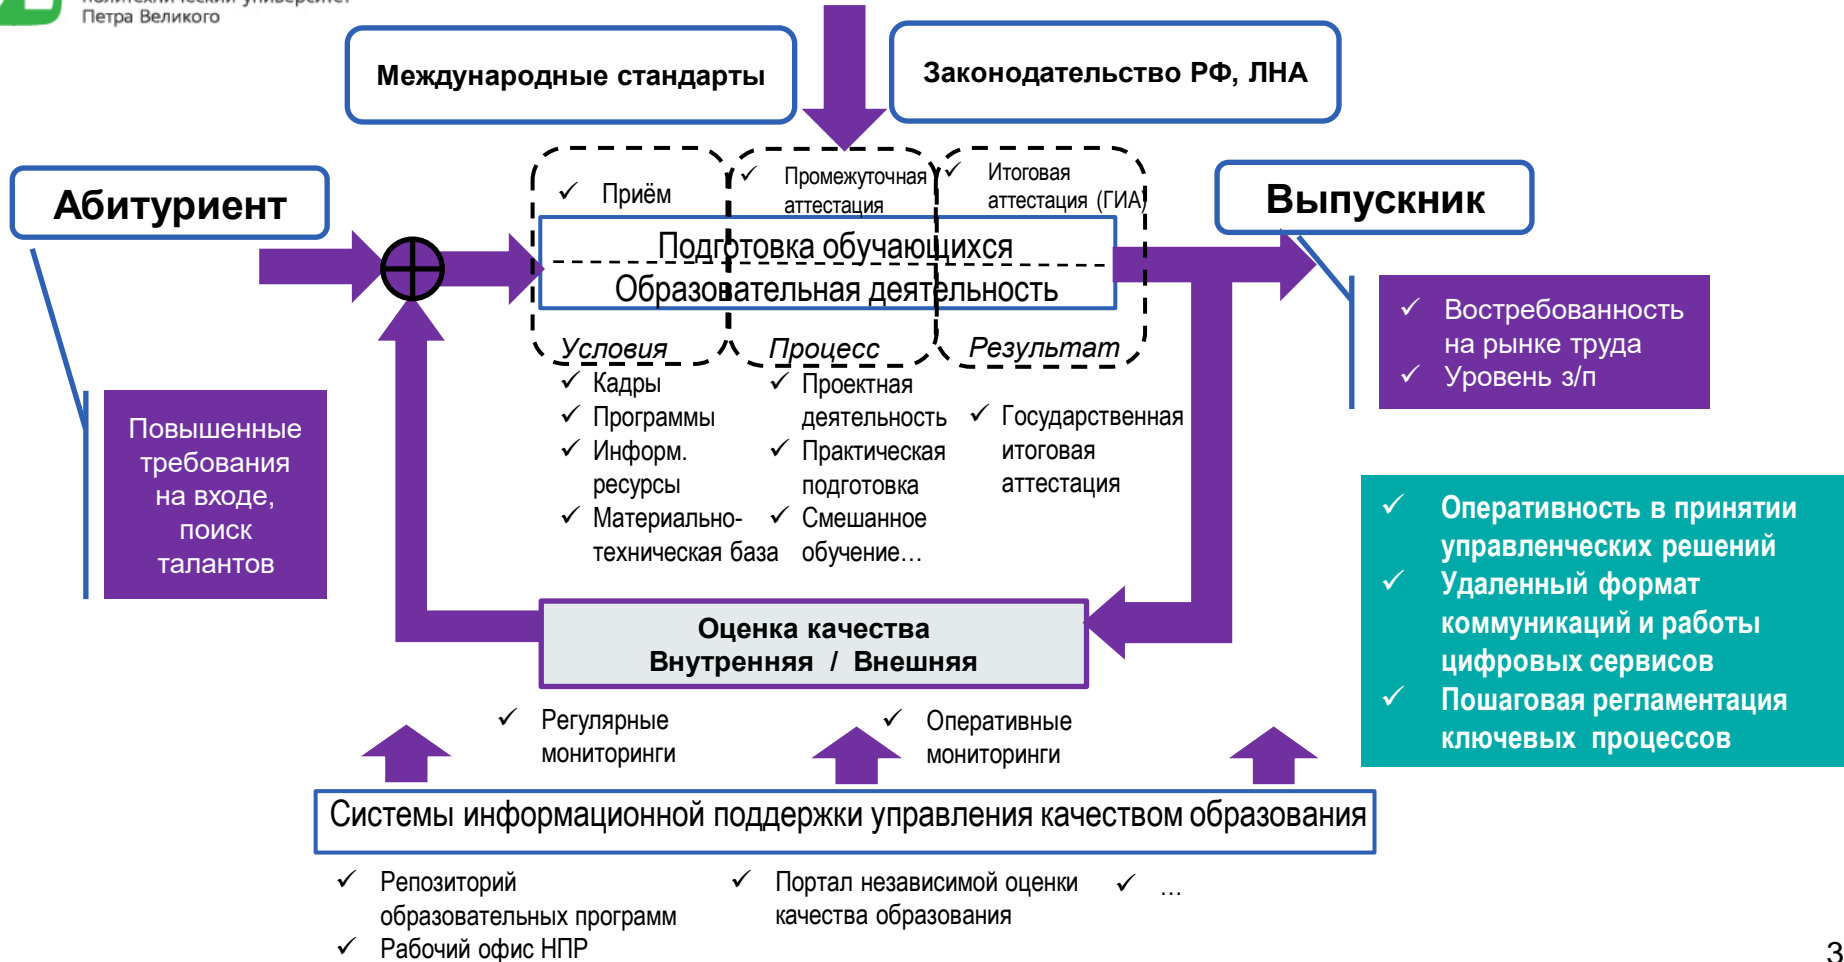 политехнический университет
Петра Великого
Международные стандарты
Законодательство РФ, ЛНА
Абитуриент
✓ Приём
✓ Промежуточная
аттестация
✓ Итоговая
аттестация (ГИА)
Выпускник
Подготовка обучающихся
Образовательная деятельность
Условия
Процесс
Результат
✓ Кадры
✓ Программы
✓ Информ.
ресурсы
✓ Материально-
техническая база
✓ Проектная
деятельность
✓ Практическая
подготовка
✓ Смешанное
обучение…
✓ Государственная
итоговая
аттестация
✓ Востребованность
на рынке труда
✓ Уровень з/п
Повышенные
требования
на входе,
поиск
талантов
✓ Оперативность в принятии
управленческих решений
✓ Удаленный формат
коммуникаций и работы
цифровых сервисов
✓ Пошаговая регламентация
ключевых процессов
Оценка качества
Внутренняя / Внешняя
✓ Регулярные
мониторинги
✓ Оперативные
мониторинги
Системы информационной поддержки управления качеством образования
✓ Репозиторий
образовательных программ
✓ Рабочий офис НПР
✓ Портал независимой оценки
качества образования
✓ …
3